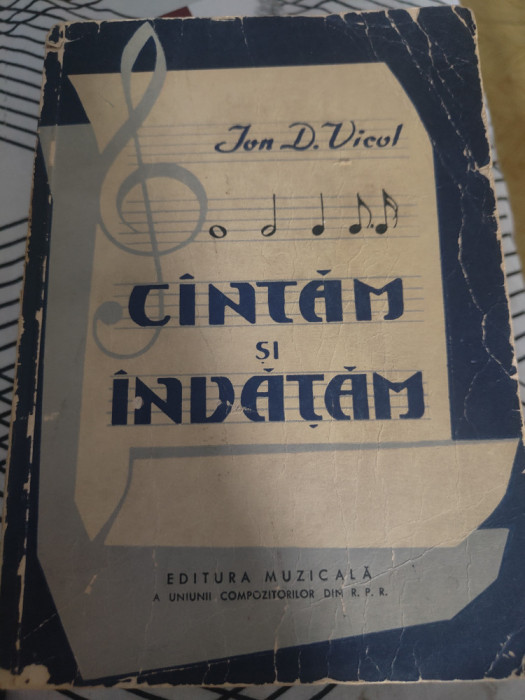 Ion D. Vicol
CÎNTĂM
ȘI
ÎNVĂȚĂM
EDITURA MUZICALĂ
A UNIUNII COMPOZITORILOR DIN R. P. R.